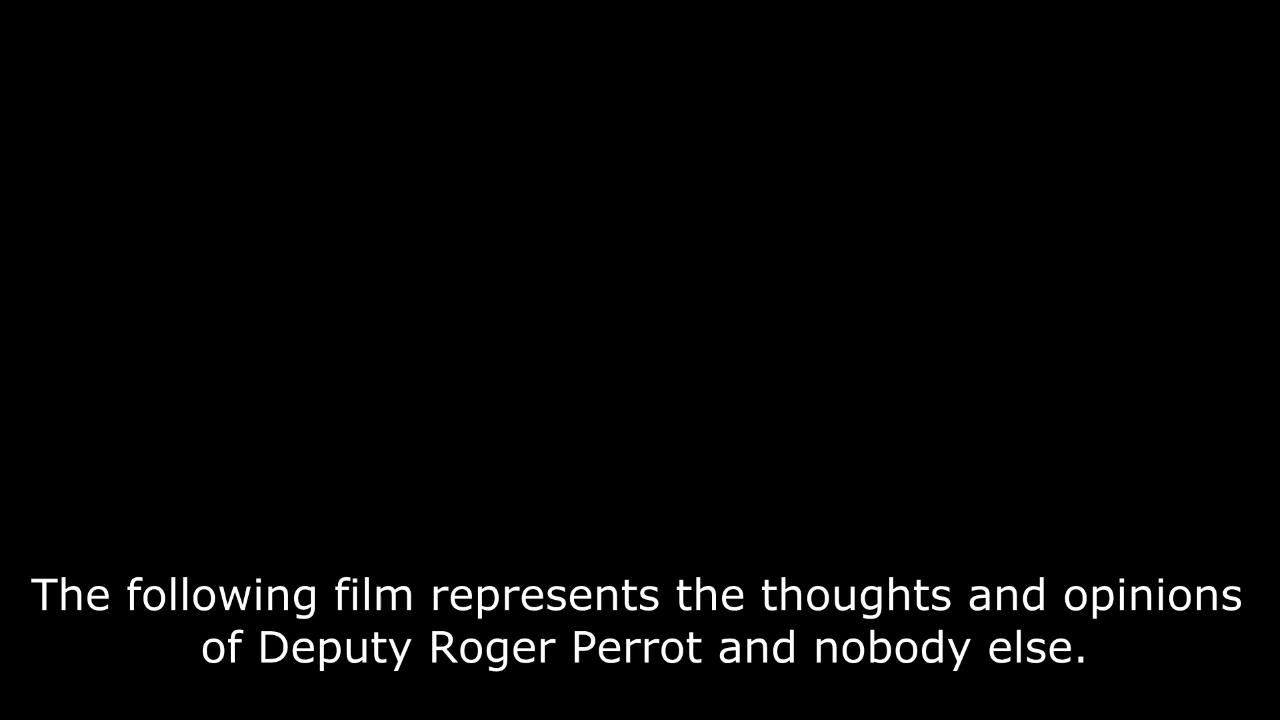 The following film represents the thoughts and opinions
of Deputy Roger Perrot and nobody else.